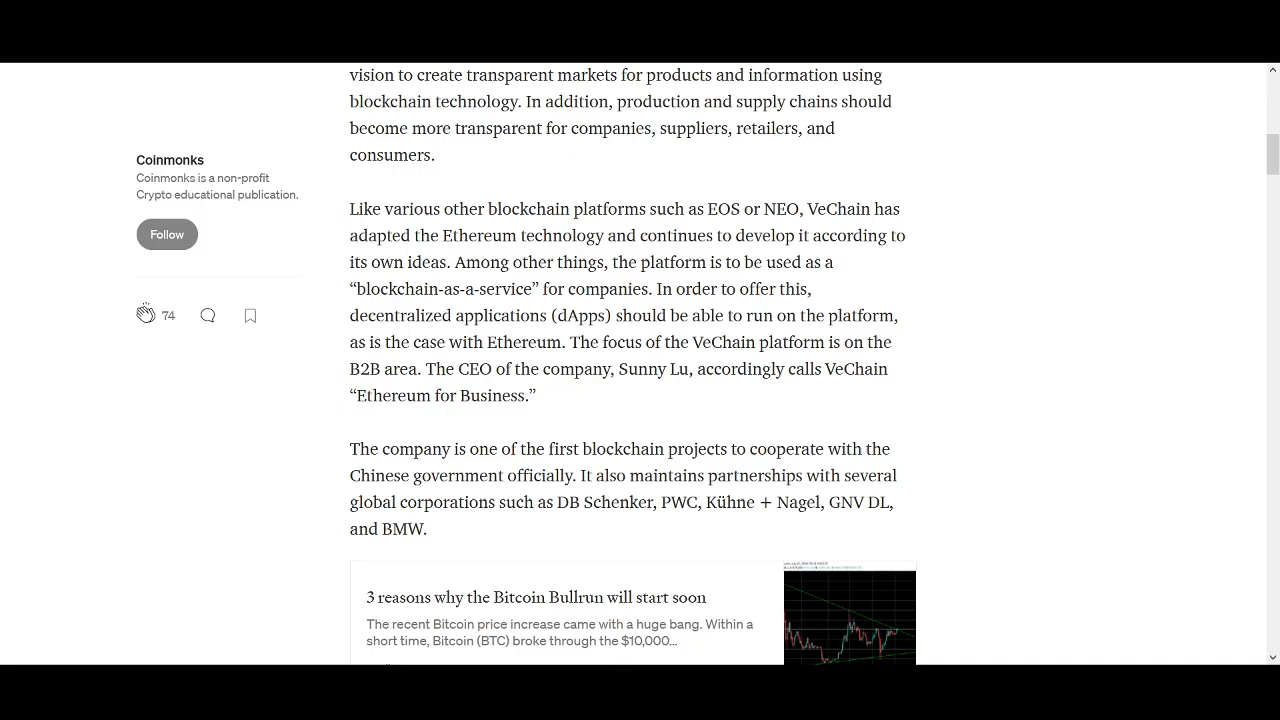 vision to create transparent markets for products and information using
blockchain technology. In addition, production and supply chains should
become more transparent for companies, suppliers, retailers, and
consumers.
Coinmonks
Coinmonks is a non-profit
Crypto educational publication.
Follow
74
Like various other blockchain platforms such as EOS or NEO, VeChain has
adapted the Ethereum technology and continues to develop it according to
its own ideas. Among other things, the platform is to be used as a
“blockchain-as-a-service” for companies. In order to offer this,
decentralized applications (dApps) should be able to run on the platform,
as is the case with Ethereum. The focus of the VeChain platform is on the
B2B area. The CEO of the company, Sunny Lu, accordingly calls VeChain
“Ethereum for Business.”
The company is one of the first blockchain projects to cooperate with the
Chinese government officially. It also maintains partnerships with several
global corporations such as DB Schenker, PWC, Kühne + Nagel, GNV DL,
and BMW.
3 reasons why the Bitcoin Bullrun will start soon
The recent Bitcoin price increase came with a huge bang. Within a
short time, Bitcoin (BTC) broke through the $10,000...